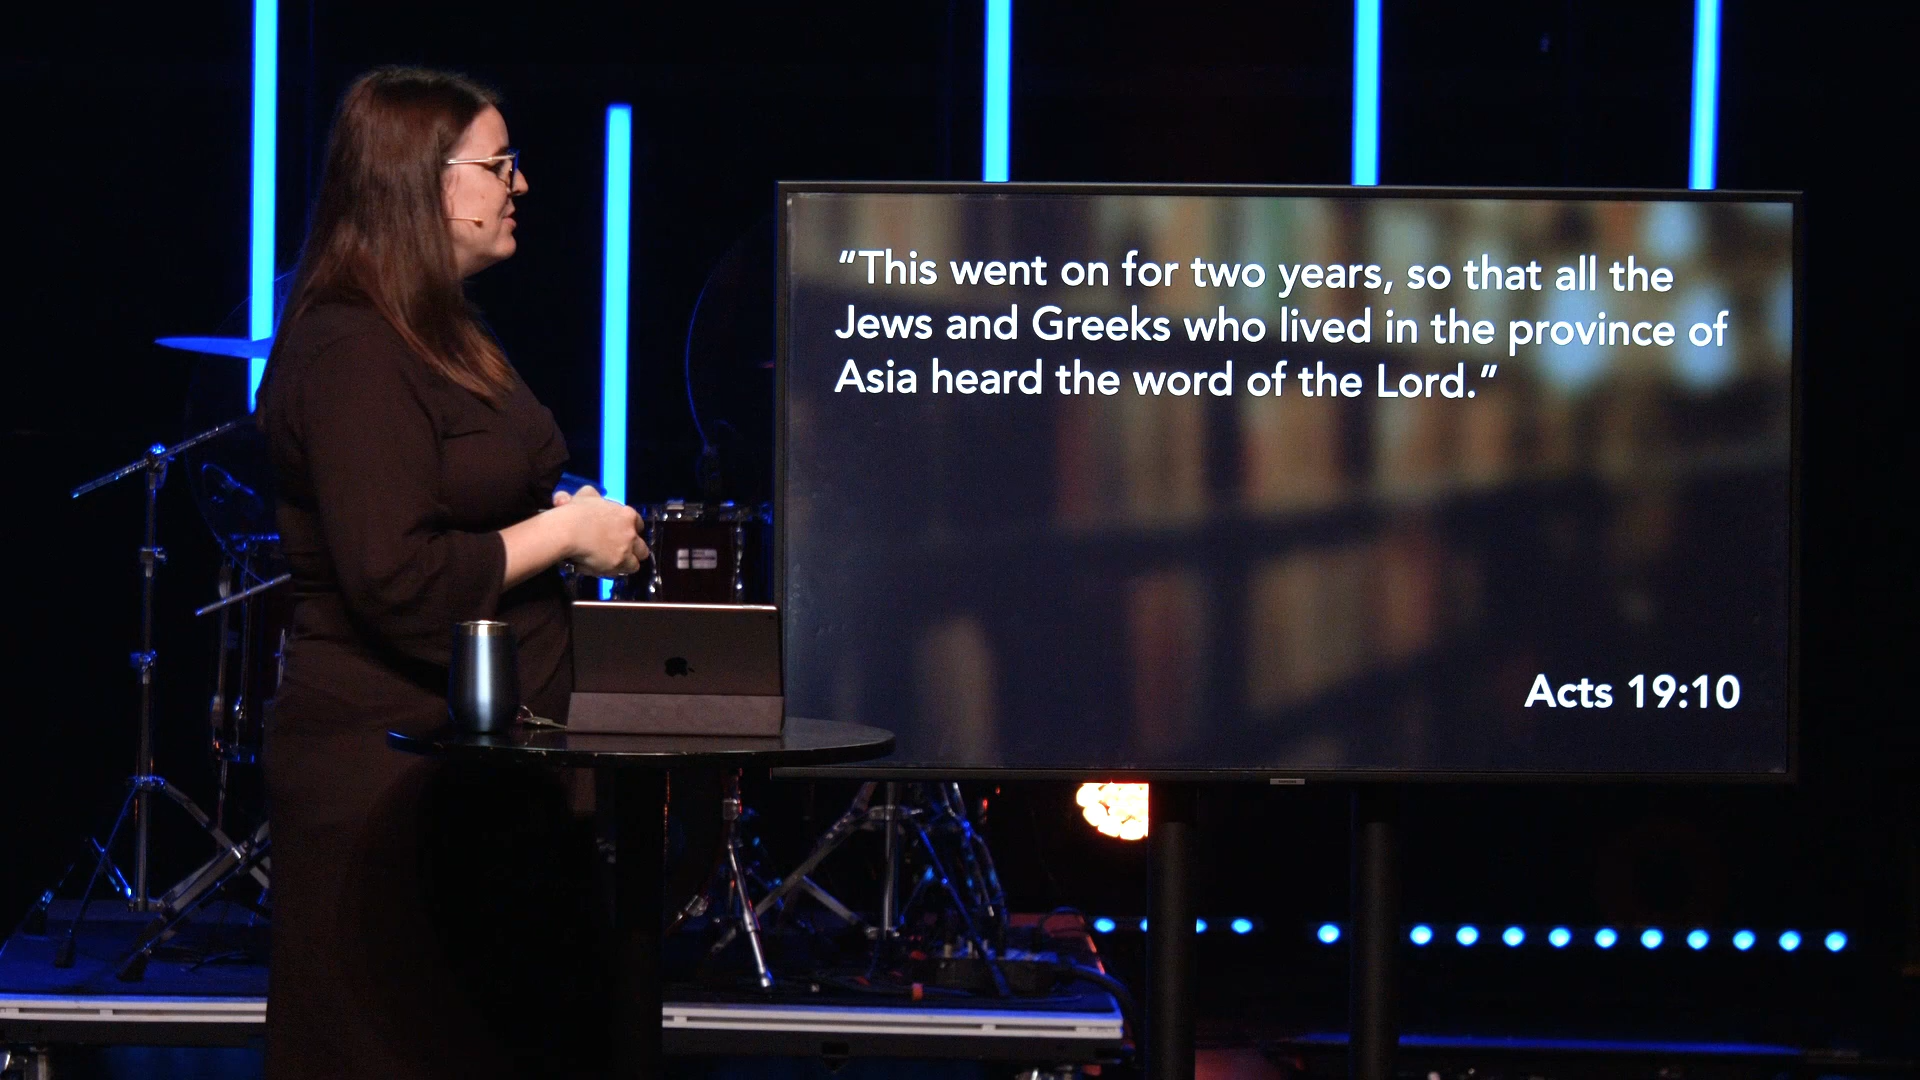 “This went on for two years, so that all the
Jews and Greeks who lived in the province of
Asia heard the word of the Lord.”
Acts 19:10